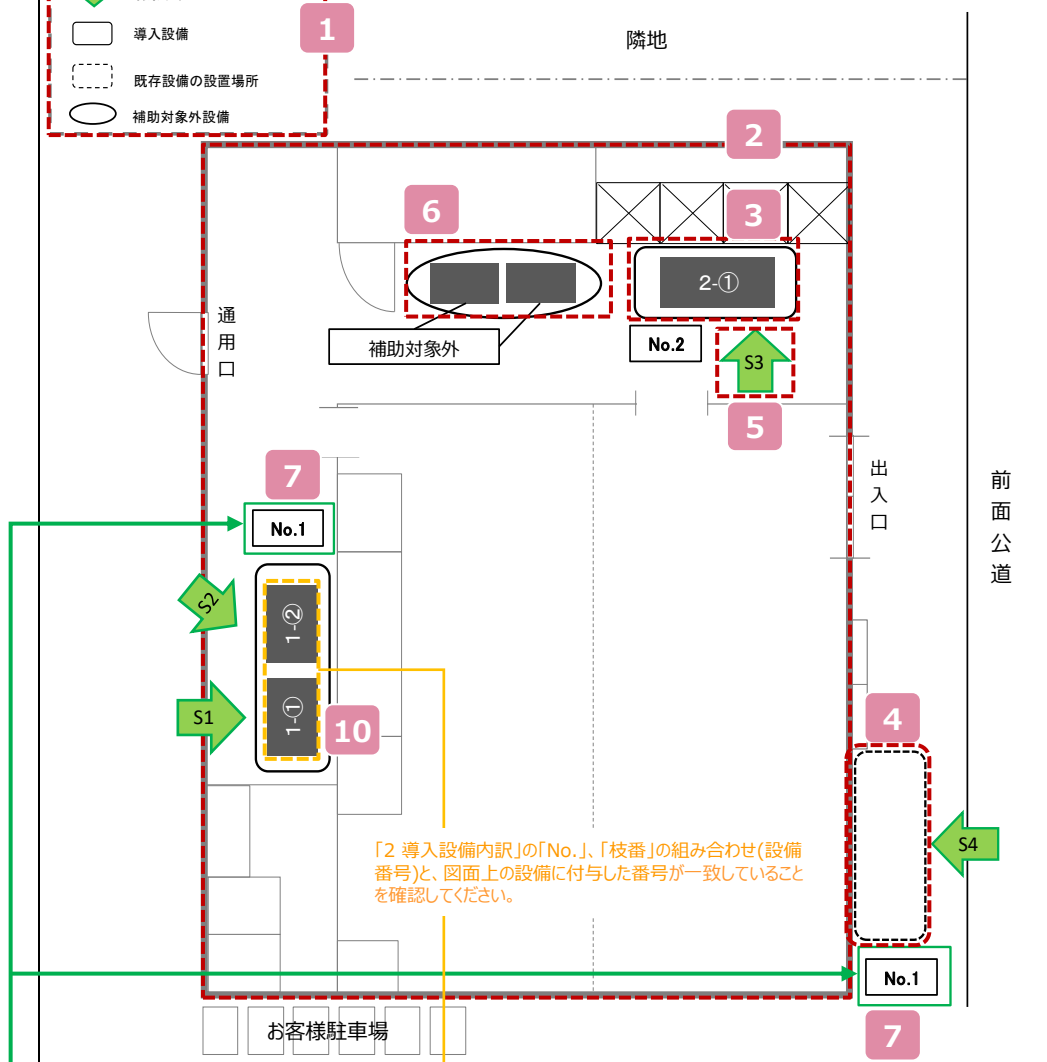 1
導入設備
既存設備の設置場所
補助対象外設備
隣地
2
3
6
2-①
通用口
補助対象外
No.2
S3
5
7
出入口
前面公道
No.1
S2
1-②
1-①
S1
10
4
「2 導入設備内訳」の「No.」、「枝番」の組み合わせ(設備
番号)と、図面上の設備に付与した番号が一致していること
を確認してください。
S4
No.1
お客様駐車場
7